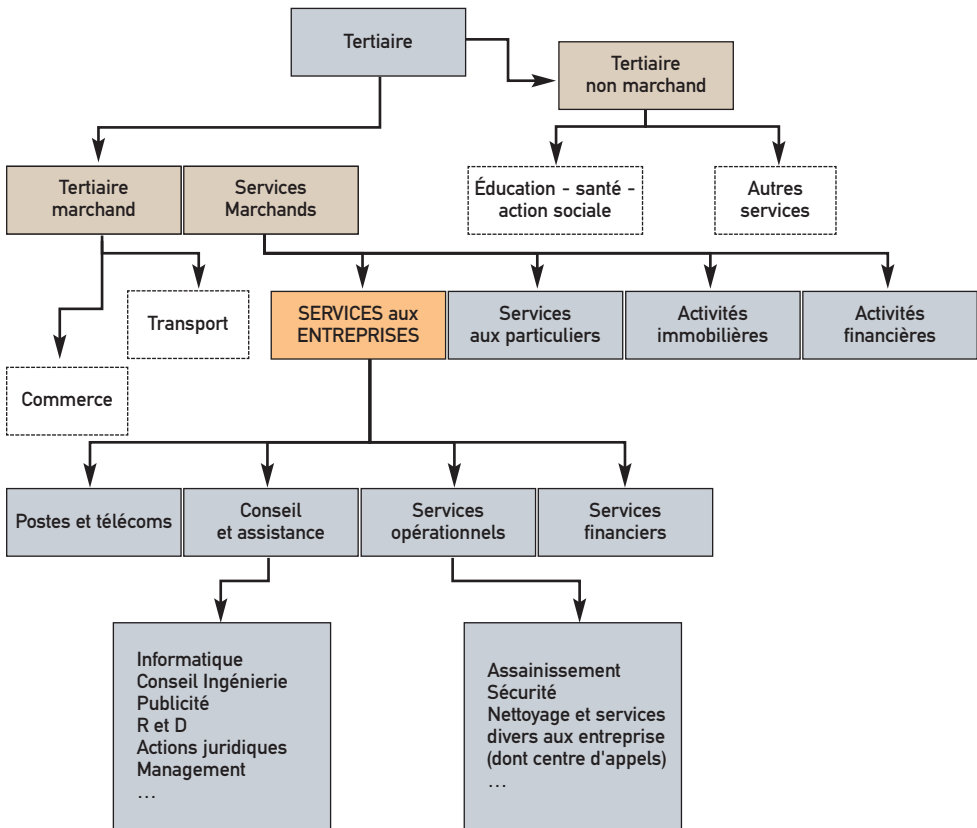 Tertiaire
Tertiaire
non marchand
Tertiaire
marchand
Services
Marchands
Éducation - santé -
action sociale
Autres
services
Commerce
Transport
SERVICES aux
ENTREPRISES
Services
aux particuliers
Activités
immobilières
Activités
financières
Postes et télécoms
Conseil
et assistance
Services
opérationnels
Services
financiers
Informatique
Conseil Ingénierie
Publicité
R et D
Actions juridiques
Management
...
Assainissement
Sécurité
Nettoyage et services
divers aux entreprise
(dont centre d'appels)
...